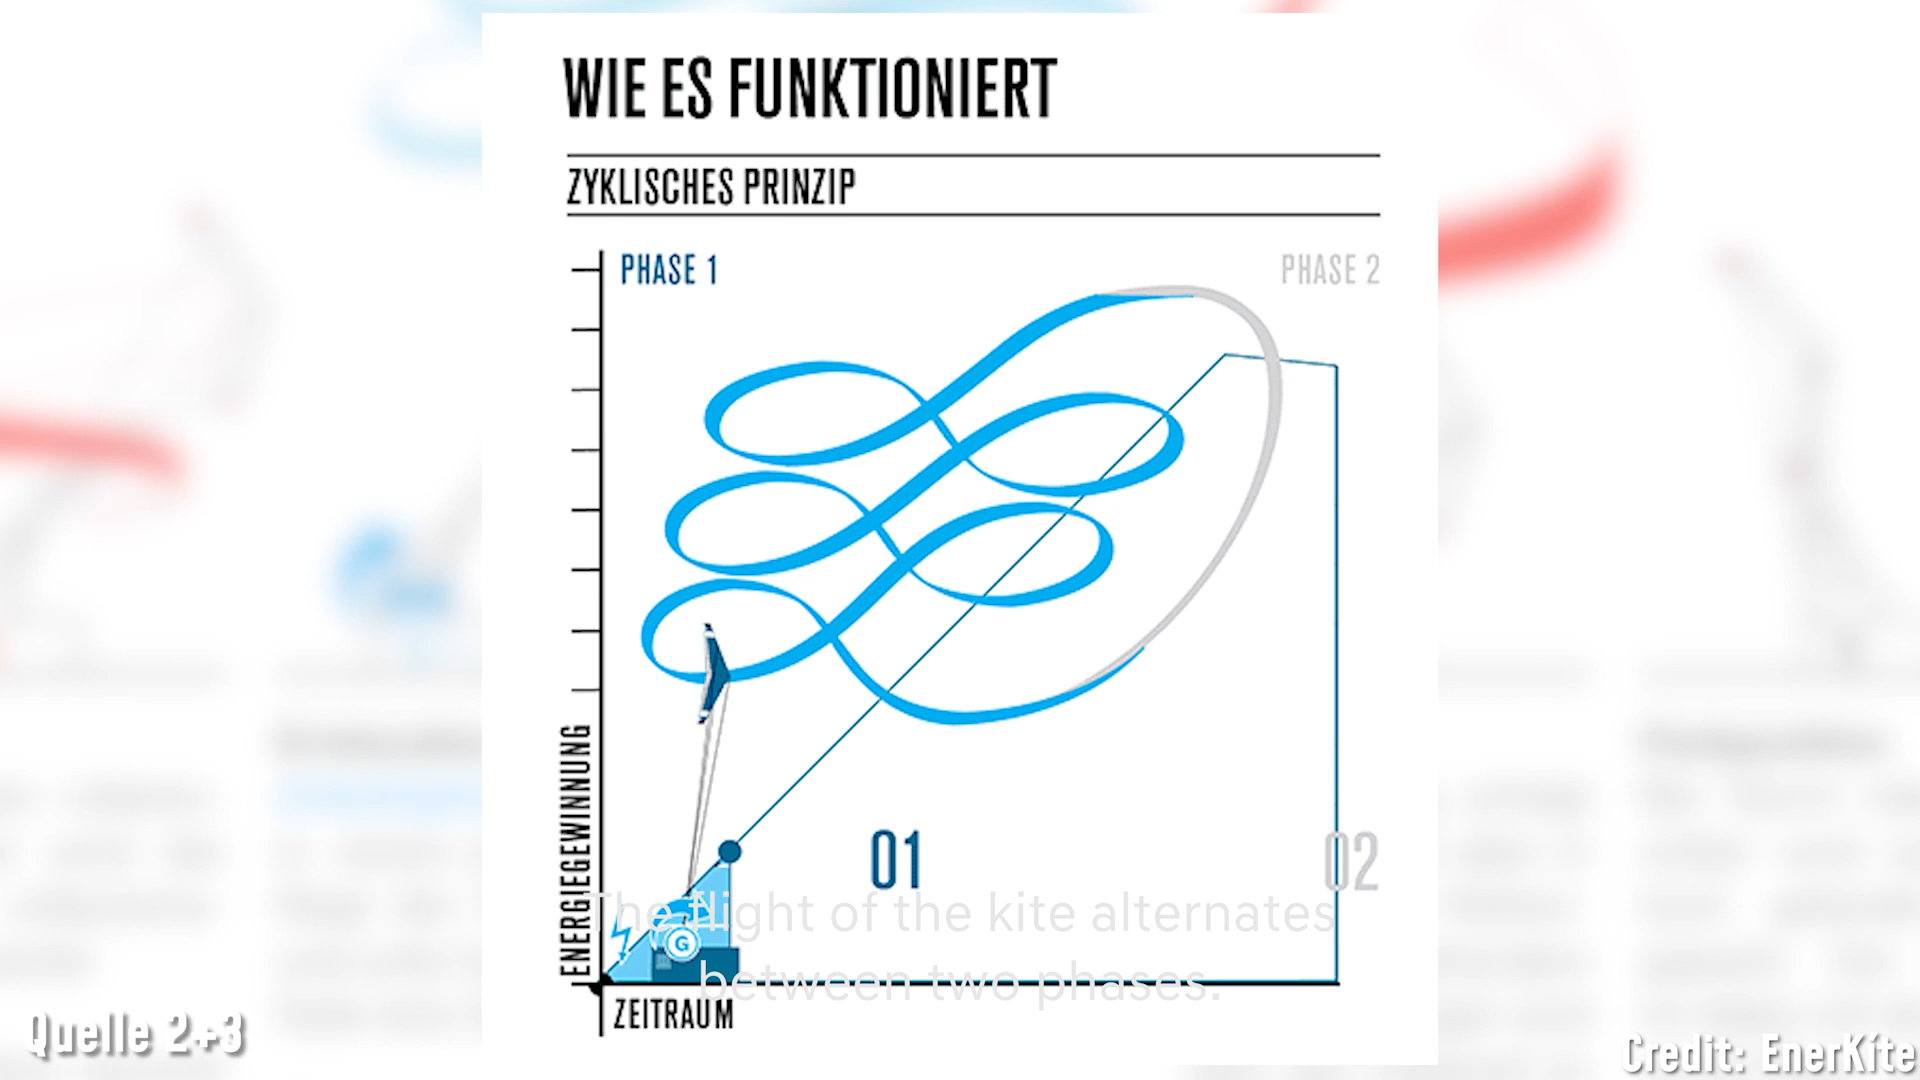 WIE ES FUNKTIONIERT
ZYKLISCHES PRINZIP
PHASE 1
PHASE 2
ENERGIEGEWINNUNG
01
02
G
The flight of the kite alternates
between two phases.
ZEITRAUM
Quelle 2+3
Credit: EnerKite